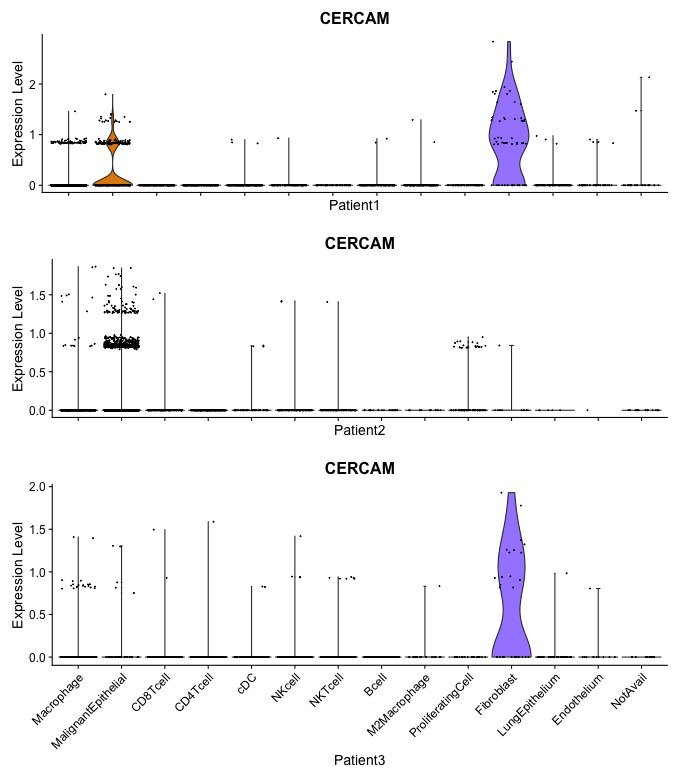 CERCAM
Expression Level
2
1
0
Patient1
CERCAM
Expression Level
1.5
1.0
0.5
0.0
Patient2
CERCAM
Expression Level
2.0
1.5
1.0
0.5
0.0
Macrophage
MalignantEpithelial
CD8Tcell
CD4Tcell
cDC
NKcell
NKTcell
Bcell
M2Macrophage
ProliferatingCell
Fibroblast
LungEpithelium
Endothelium
NotAvail
Patient3